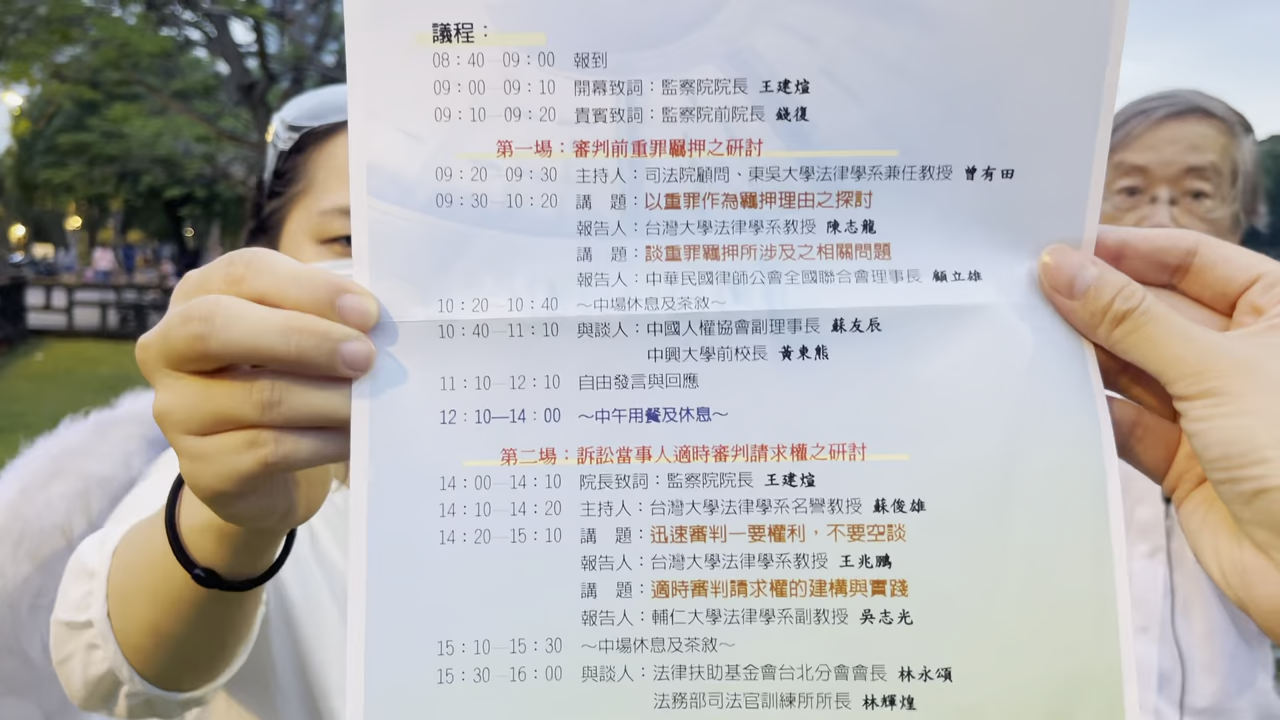 議程：
08：40—09：00 報到
09：00—09：10 開幕致詞：監察院院長 王建煊
09：10—09：20 貴賓致詞：監察院前院長 錢復
第一場：審判前重罪羈押之研討
09：20—09：30 主持人：司法院顧問、東吳大學法律學系兼任教授 曾有田
09：30—10：20 講 題：以重罪作為羈押理由之探討
報告人：台灣大學法律學系教授 陳志龍
講 題：談重罪羈押所涉及之相關問題
報告人：中華民國律師公會全國聯合會理事長 顧立雄
10：20—10：40 ～中場休息及茶敘～
10：40—11：10 與談人：中國人權協會副理事長 蘇友辰
中興大學前校長 黃東熊
11：10—12：10 自由發言與回應
12：10—14：00 ～中午用餐及休息～
第二場：訴訟當事人適時審判請求權之研討
14：00—14：10 院長致詞：監察院院長 王建煊
14：10—14：20 主持人：台灣大學法律學系名譽教授 蘇俊雄
14：20—15：10 講 題：迅速審判—要權利，不要空談
報告人：台灣大學法律學系教授 王兆鵬
講 題：適時審判請求權的建構與實踐
報告人：輔仁大學法律學系副教授 吳志光
15：10—15：30 ～中場休息及茶敘～
15：30—16：00 與談人：法律扶助基金會台北分會會長 林永頌
法務部司法官訓練所所長 林輝煌